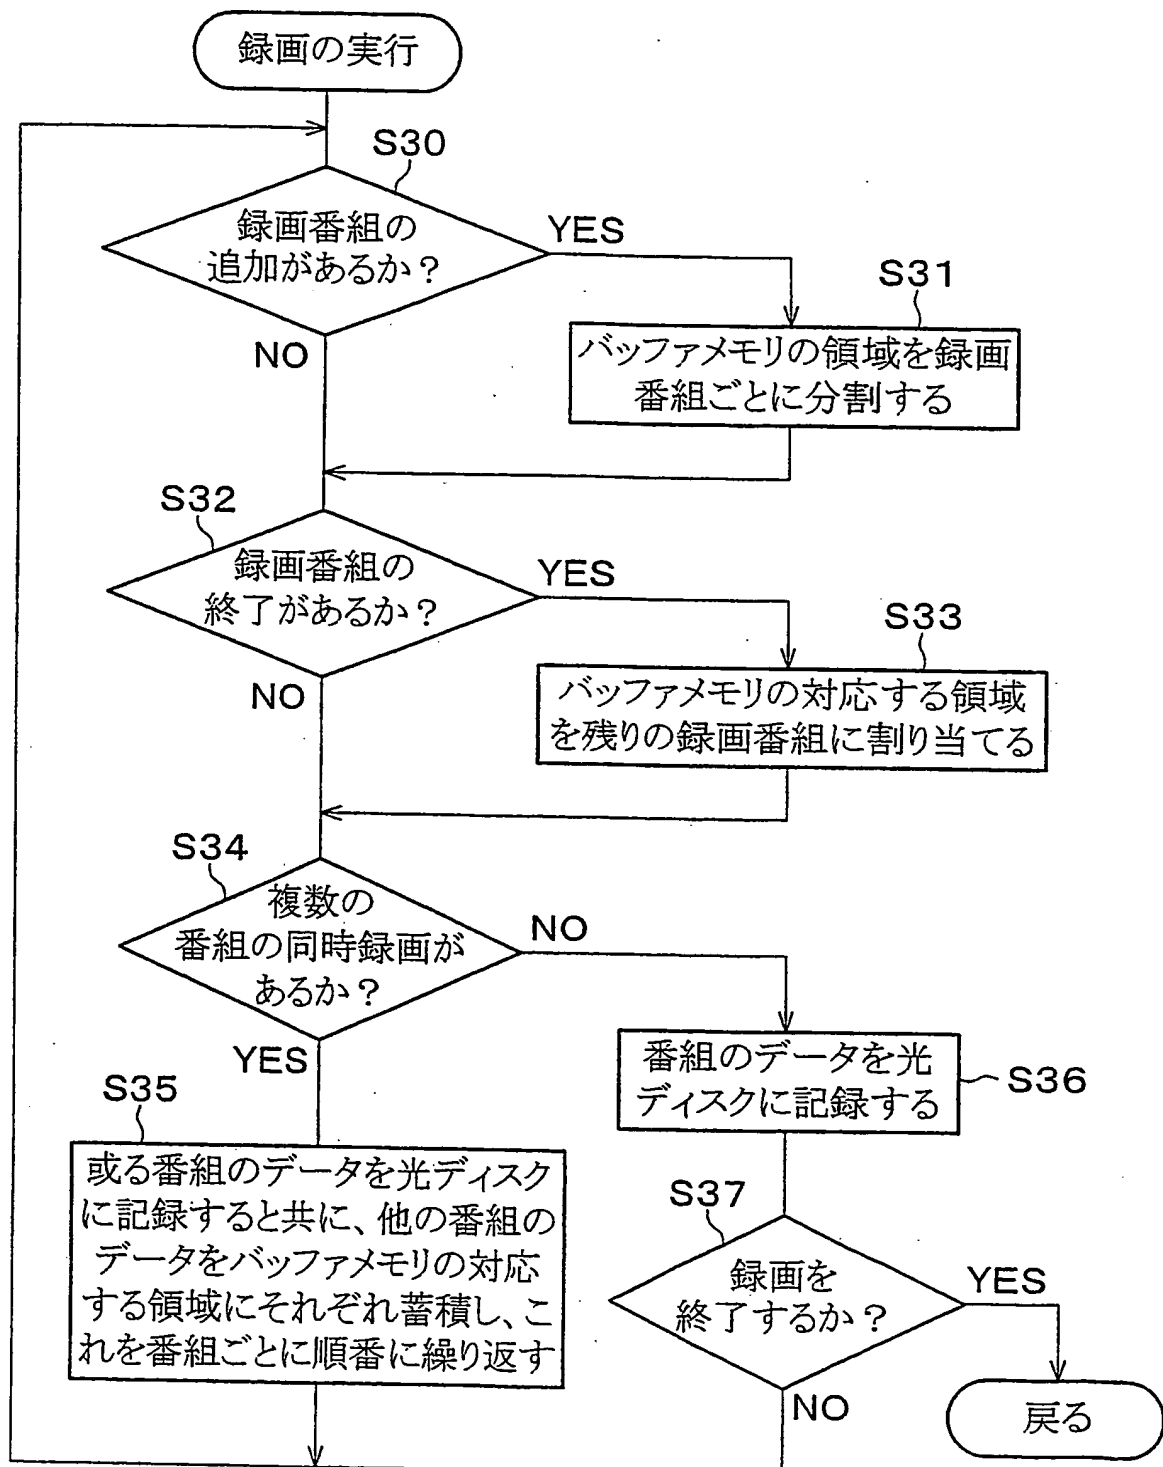 録画の実行
S30
録画番組の
追加があるか？
YES
NO
S31
バッファメモリの領域を録画
番組ごとに分割する
S32
録画番組の
終了があるか？
YES
NO
S33
バッファメモリの対応する領域
を残りの録画番組に割り当てる
S34
複数の
番組の同時録画が
あるか？
NO
YES
S35
或る番組のデータを光ディスク
に記録すると共に、他の番組の
データをバッファメモリの対応
する領域にそれぞれ蓄積し、こ
れを番組ごとに順番に繰り返す
番組のデータを光
ディスクに記録する
S36
S37
録画を
終了するか？
YES
NO
戻る